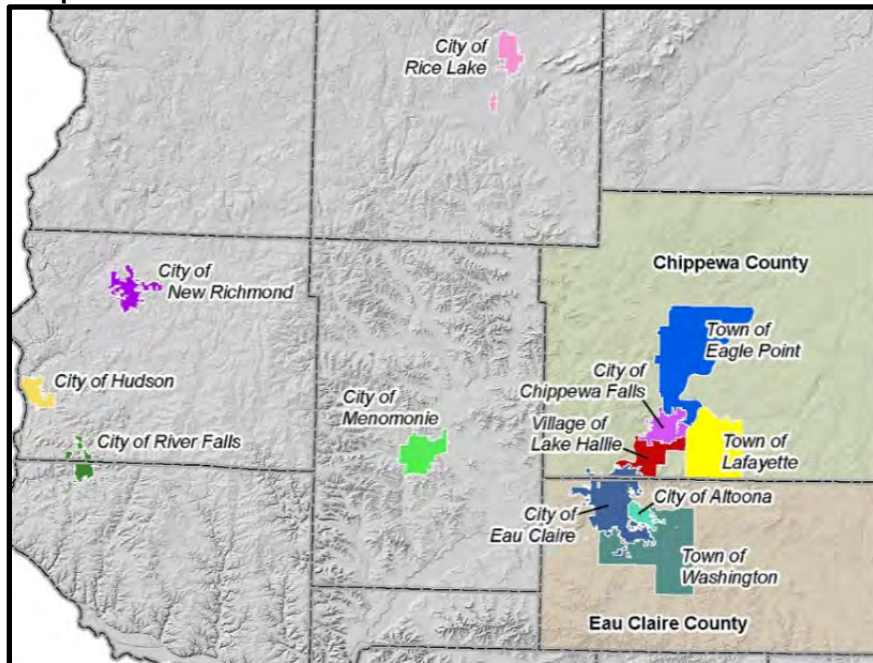 City of
Rice Lake
City of
New Richmond
Chippewa County
Town of
Eagle Point
City of
Chippewa Falls
City of Hudson
City of
Menomonie
Village of
Lake Hallie
City of River Falls
Town of
Lafayette
City of Altoona
City of
Eau Claire
Town of
Washington
Eau Claire County